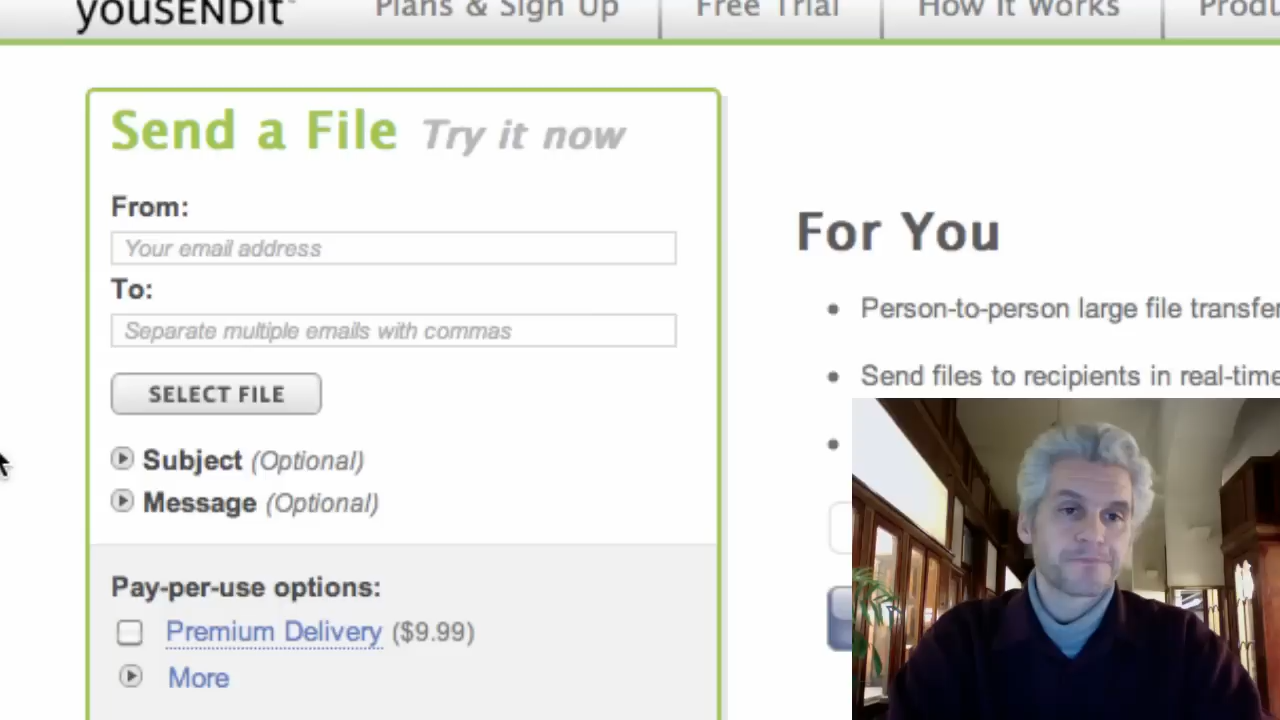 YOUSENDIT Plans & Sign Up Free Trial How It Works
Send a File Try it now
From:
Your email address
To:
Separate multiple emails with commas
SELECT FILE
Subject (Optional)
Message (Optional)
Pay-per-use options:
Premium Delivery ($9.99)
More
For You
Person-to-person large file transfer
Send files to recipients in real-time